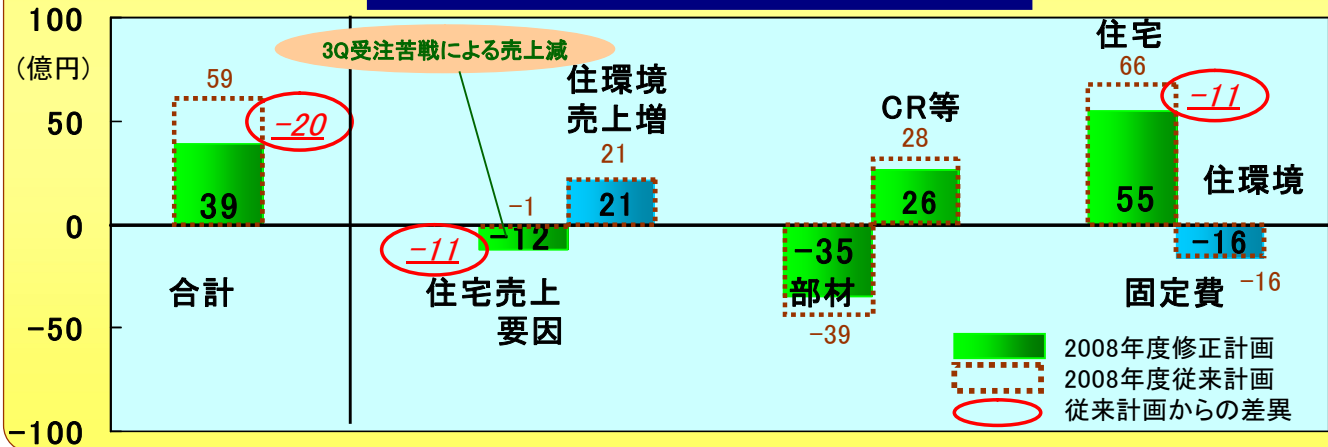 100
(億円)
50
0
-50
-100
59
-20
39
合計
3Q受注苦戦による売上減
-1
-12
-11
住宅売上
要因
住環境
売上増
21
21
-35
部材
-39
CR等
28
26
住宅
66
-11
55
住環境
-16
-16
固定費
2008年度修正計画
2008年度従来計画
従来計画からの差異